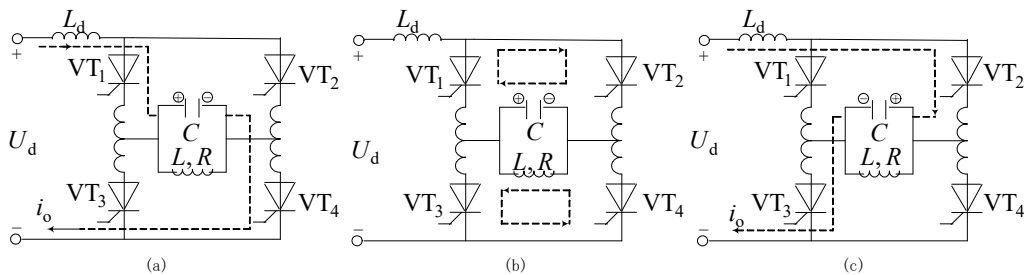 L_d
+
VT_1
VT_2
⊕ ⊖
C
U_d
L,R
VT_3
VT_4
i_o
−
(a)
L_d
+
VT_1
VT_2
⊕ ⊖
C
U_d
L,R
VT_3
VT_4
−
(b)
L_d
+
VT_1
VT_2
⊕ ⊖
C
U_d
L,R
VT_3
VT_4
i_o
−
(c)